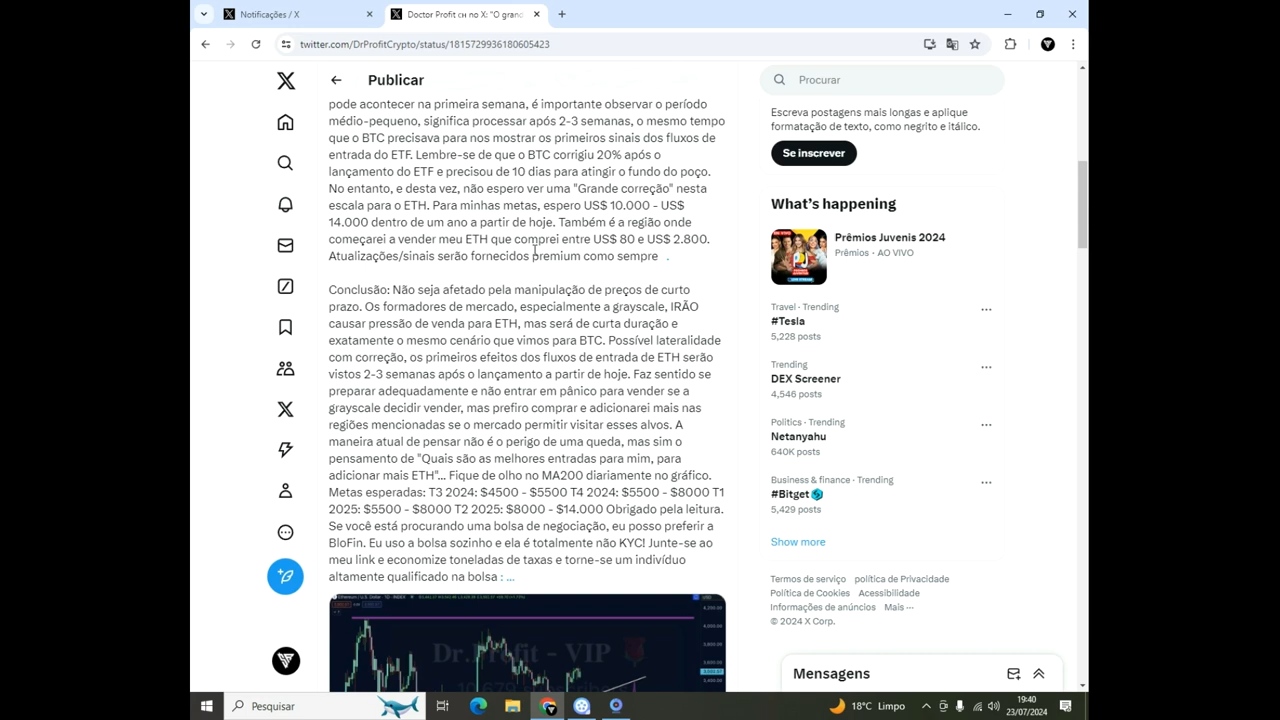 Notificações / X
Doctor Profit сн no X: "O gran
twitter.com/DrProfitCrypto/status/1815729936180605423
Publicar
Procurar
pode acontecer na primeira semana, é importante observar o período
médio-pequeno, significa processar após 2-3 semanas, o mesmo tempo
que o BTC precisava para nos mostrar os primeiros sinais dos fluxos de
entrada do ETF. Lembre-se de que o BTC corrigiu 20% após o
lançamento do ETF e precisou de 10 dias para atingir o fundo do poço.
No entanto, e desta vez, não espero ver uma "Grande correção" nesta
escala para o ETH. Para minhas metas, espero US$ 10.000 - US$
14.000 dentro de um ano a partir de hoje. Também é a região onde
começarei a vender meu ETH que comprei entre US$ 80 e US$ 2.800.
Atualizações/sinais serão fornecidos premium como sempre .
Conclusão: Não seja afetado pela manipulação de preços de curto
prazo. Os formadores de mercado, especialmente a grayscale, IRÃO
causar pressão de venda para ETH, mas será de curta duração e
exatamente o mesmo cenário que vimos para BTC. Possível lateralidade
com correção, os primeiros efeitos dos fluxos de entrada de ETH serão
vistos 2-3 semanas após o lançamento a partir de hoje. Faz sentido se
preparar adequadamente e não entrar em pânico para vender se a
grayscale decidir vender, mas prefiro comprar e adicionarei mais nas
regiões mencionadas se o mercado permitir visitar esses alvos. A
maneira atual de pensar não é o perigo de uma queda, mas sim o
pensamento de "Quais são as melhores entradas para mim, para
adicionar mais ETH"... Fique de olho no MA200 diariamente no gráfico.
Metas esperadas: T3 2024: $4500 - $5500 T4 2024: $5500 - $8000 T1
2025: $5500 - $8000 T2 2025: $8000 - $14.000 Obrigado pela leitura.
Se você está procurando uma bolsa de negociação, eu posso preferir a
BloFin. Eu uso a bolsa sozinho e ela é totalmente não KYC! Junte-se ao
meu link e economize toneladas de taxas e torne-se um indivíduo
altamente qualificado na bolsa : ...
Dr.Profit - VIP
Escreva postagens mais longas e aplique
formatação de texto, como negrito e itálico.
Se inscrever
What's happening
Prêmios Juvenis 2024
Prêmios · AO VIVO
Travel · Trending
#Tesla
5,228 posts
Trending
DEX Screener
4,546 posts
Politics · Trending
Netanyahu
640K posts
Business & finance · Trending
#Bitget
5,429 posts
Show more
Termos de serviço política de Privacidade
Política de Cookies Acessibilidade
Informações de anúncios Mais ···
© 2024 X Corp.
Mensagens
Pesquisar
18°C Limpo
19:40
23/07/2024